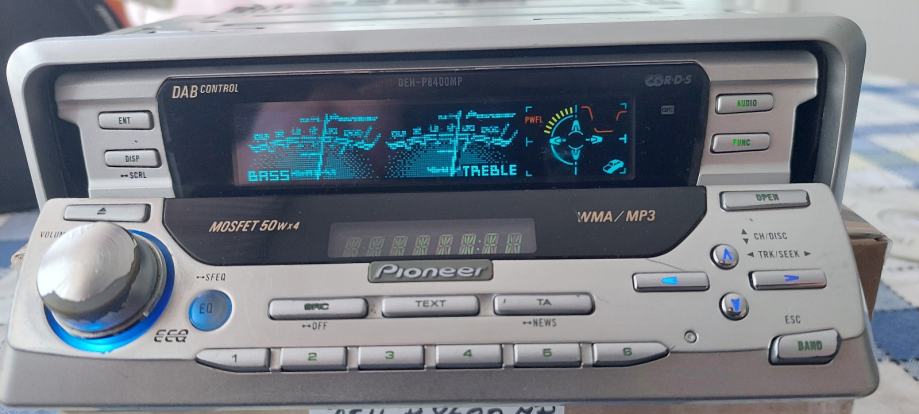 DAB CONTROL
DEH-P8400MP
R·D·S
ENT
DISP
SCRL
PWFL
BASS
TREBLE
AUDIO
FUNC
OPEN
MOSFET 50W×4
WMA/MP3
VOLUME
SFEQ
EQ
Pioneer
CH/DISC
TRK/SEEK
SRC
OFF
TEXT
TA
NEWS
ESC
BAND
1 2 3 4 5 6